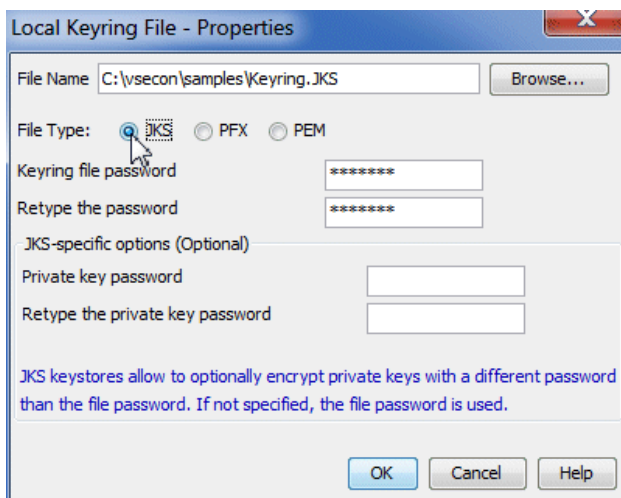 Local Keyring File - Properties
File Name C:\vsecon\samples\Keyring.JKS Browse...
File Type: JKS PFX PEM
Keyring file password *******
Retype the password *******
JKS-specific options (Optional)
Private key password
Retype the private key password
JKS keystores allow to optionally encrypt private keys with a different password
than the file password. If not specified, the file password is used.
OK Cancel Help